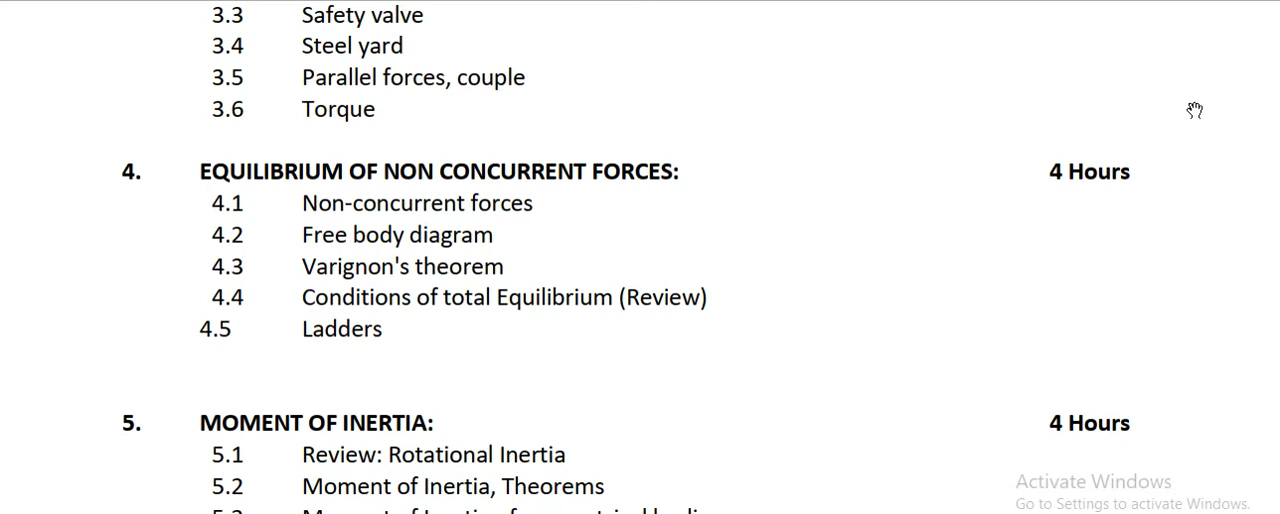 3.3 Safety valve
3.4 Steel yard
3.5 Parallel forces, couple
3.6 Torque
4. EQUILIBRIUM OF NON CONCURRENT FORCES: 4 Hours
4.1 Non-concurrent forces
4.2 Free body diagram
4.3 Varignon's theorem
4.4 Conditions of total Equilibrium (Review)
4.5 Ladders
5. MOMENT OF INERTIA: 4 Hours
5.1 Review: Rotational Inertia
5.2 Moment of Inertia, Theorems
Activate Windows
Go to Settings to activate Windows.